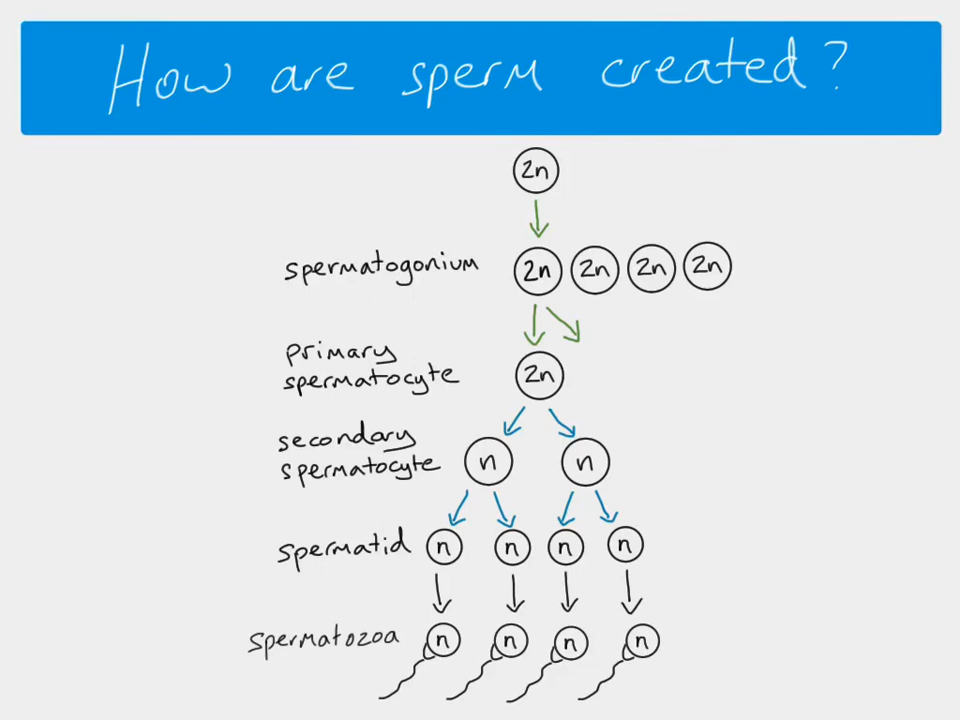 How are sperm created?
2n
spermatogonium 2n 2n 2n 2n
primary
spermatocyte 2n
secondary
spermatocyte n n
spermatid n n n n
spermatozoa n n n n